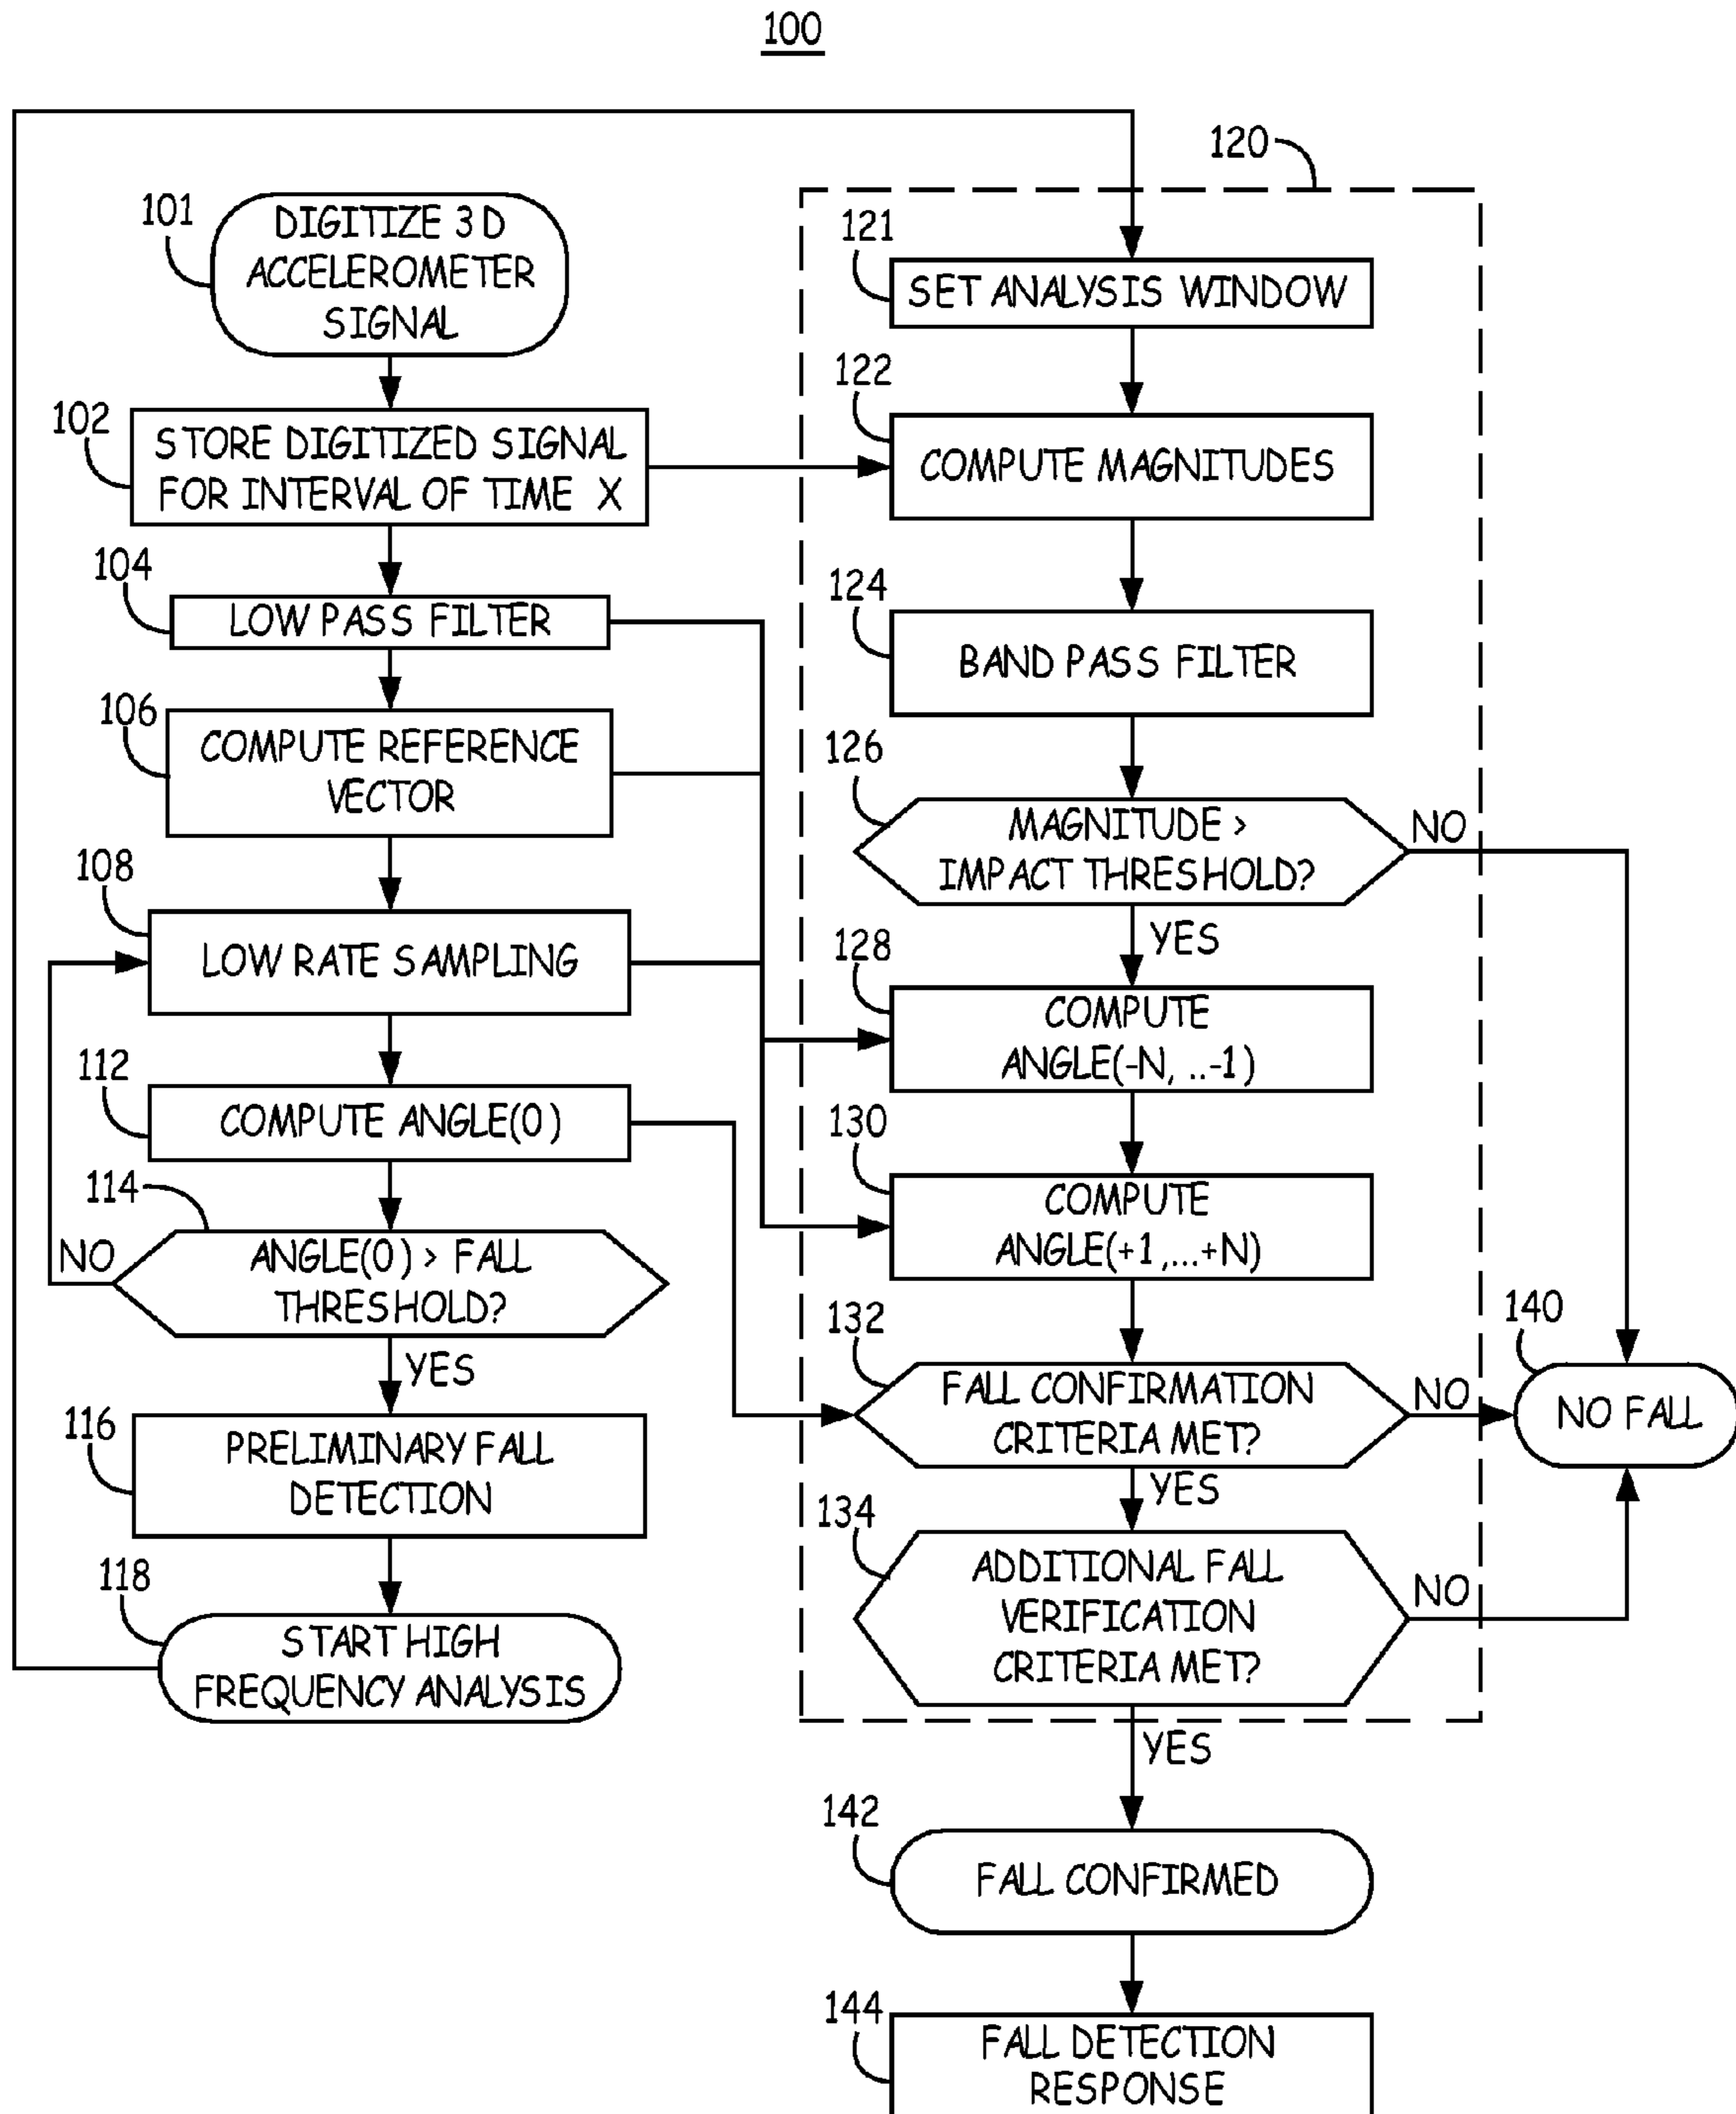 100
101
DIGITIZE 3D
ACCELEROMETER
SIGNAL
102
STORE DIGITIZED SIGNAL
FOR INTERVAL OF TIME X
104
LOW PASS FILTER
106
COMPUTE REFERENCE
VECTOR
108
LOW RATE SAMPLING
112
COMPUTE ANGLE(0)
114
ANGLE(0) > FALL
THRESHOLD?
NO
YES
116
PRELIMINARY FALL
DETECTION
118
START HIGH
FREQUENCY ANALYSIS
120
121
SET ANALYSIS WINDOW
122
COMPUTE MAGNITUDES
124
BAND PASS FILTER
126
MAGNITUDE >
IMPACT THRESHOLD?
NO
YES
128
COMPUTE
ANGLE(-N, ..-1)
130
COMPUTE
ANGLE(+1,...+N)
132
FALL CONFIRMATION
CRITERIA MET?
NO
YES
140
NO FALL
134
ADDITIONAL FALL
VERIFICATION
CRITERIA MET?
NO
YES
142
FALL CONFIRMED
144
FALL DETECTION
RESPONSE